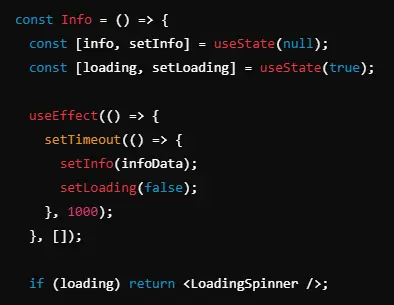 const Info = () => {
const [info, setInfo] = useState(null);
const [loading, setLoading] = useState(true);
useEffect(() => {
setTimeout(() => {
setInfo(infoData);
setLoading(false);
}, 1000);
}, []);
if (loading) return <LoadingSpinner />;